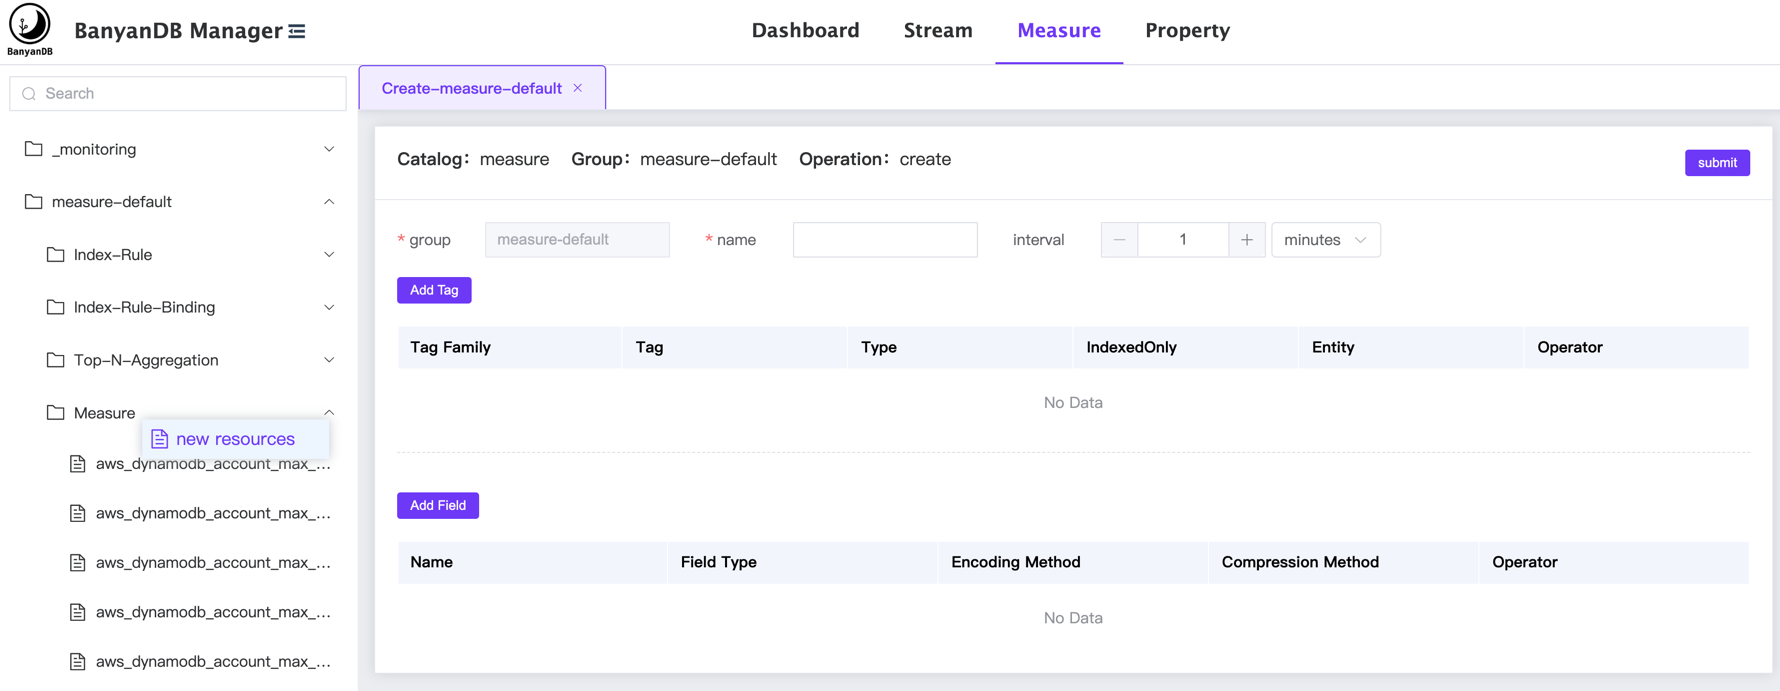 BanyanDB
BanyanDB Manager
Dashboard
Stream
Measure
Property
Search
_monitoring
measure-default
Index-Rule
Index-Rule-Binding
Top-N-Aggregation
Measure
new resources
aws_dynamodb_account_max_...
aws_dynamodb_account_max_...
aws_dynamodb_account_max_...
aws_dynamodb_account_max_...
aws_dynamodb_account_max_...
Create-measure-default ×
Catalog: measure Group: measure-default Operation: create
submit
* group measure-default * name interval − 1 + minutes
Add Tag
Tag Family Tag Type IndexedOnly Entity Operator
No Data
Add Field
Name Field Type Encoding Method Compression Method Operator
No Data